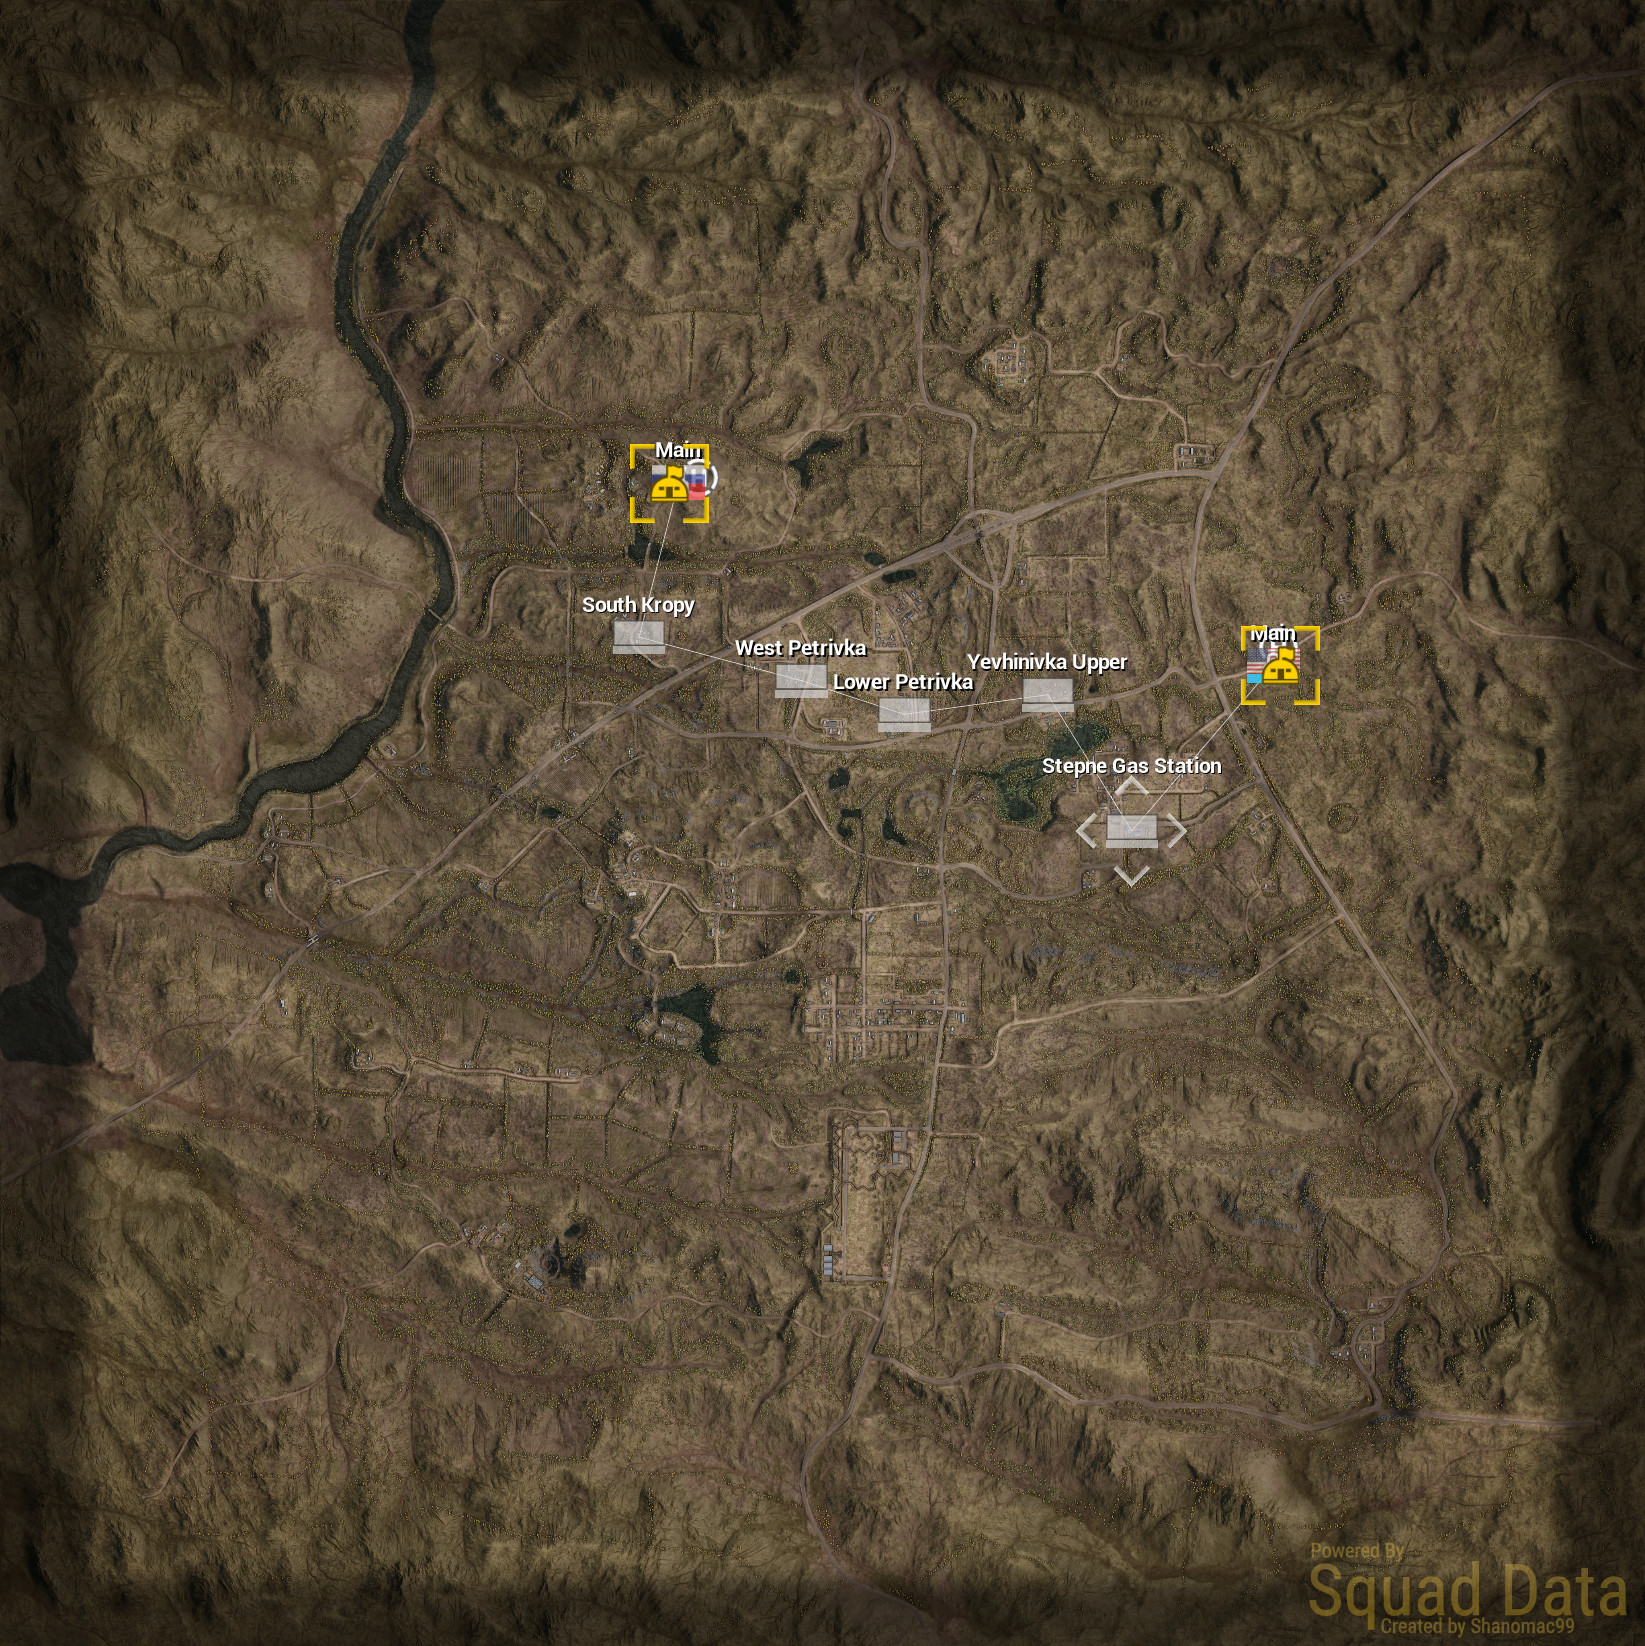 Main
South Kropy
Main
West Petrivka
Yevhinivka Upper
Lower Petrivka
Stepne Gas Station
Powered By
Squad Data
Created by Shanomac99